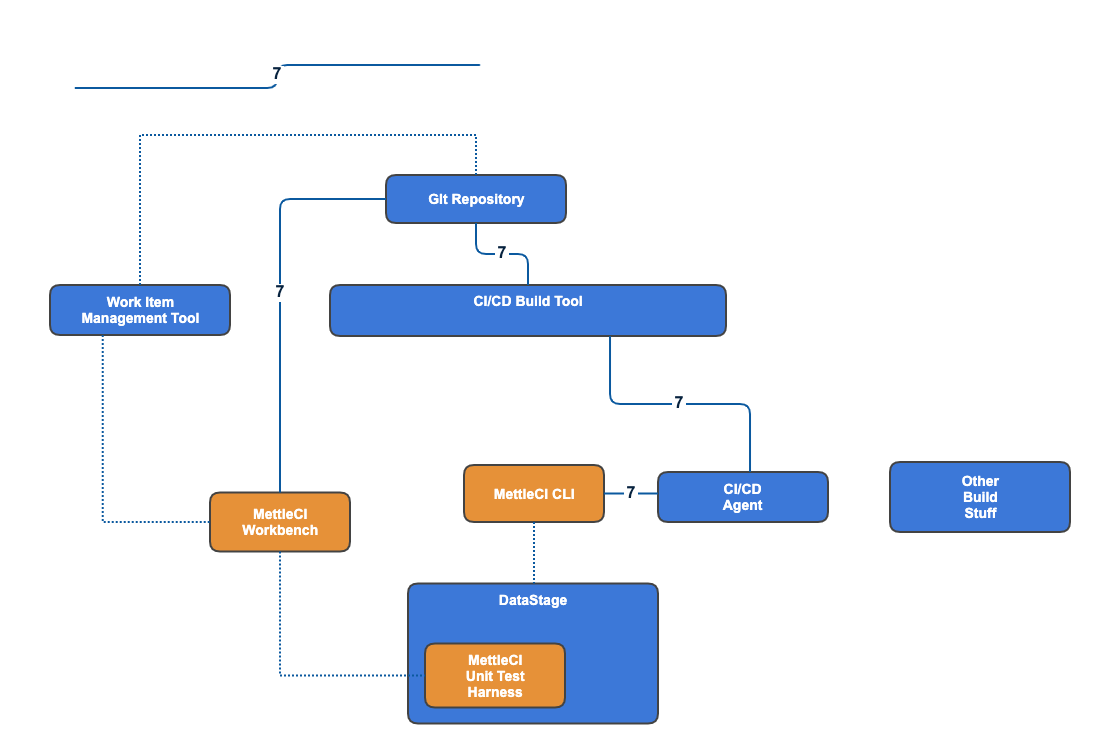 7
Git Repository
7
7
Work Item
Management Tool
CI/CD Build Tool
7
MettleCI CLI
7
CI/CD
Agent
Other
Build
Stuff
MettleCI
Workbench
DataStage
MettleCI
Unit Test
Harness